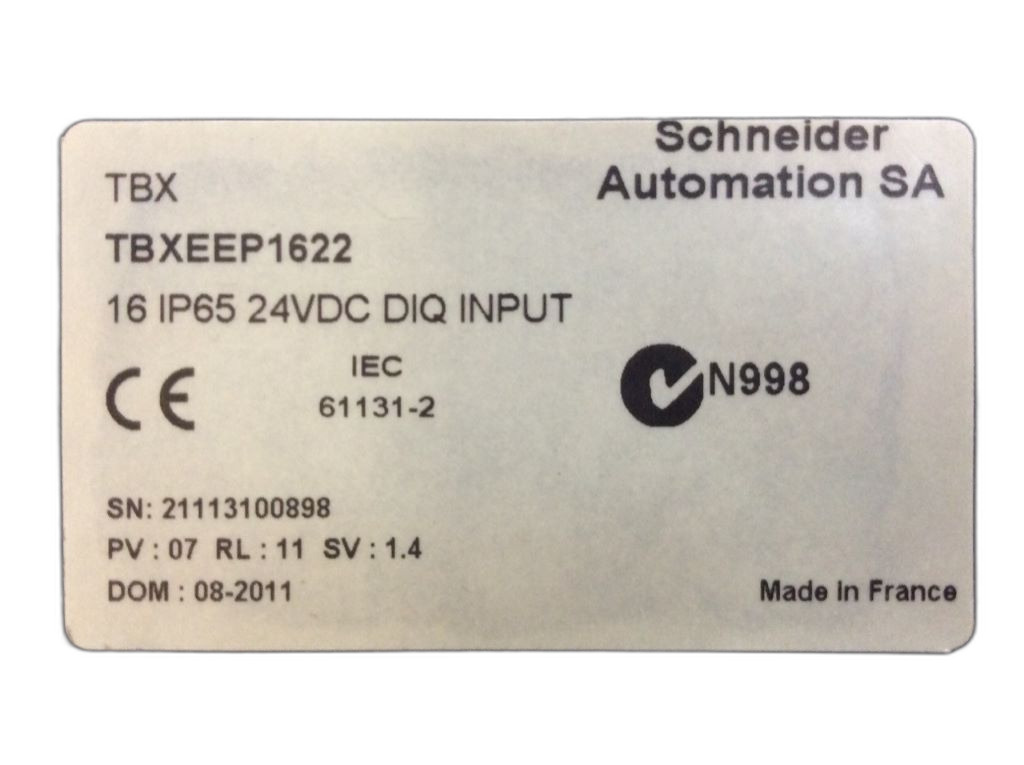 Schneider
Automation SA
TBX
TBXEEP1622
16 IP65 24VDC DIQ INPUT
CE
IEC
61131-2
N998
SN: 21113100898
PV : 07 RL : 11 SV : 1.4
DOM : 08-2011
Made in France